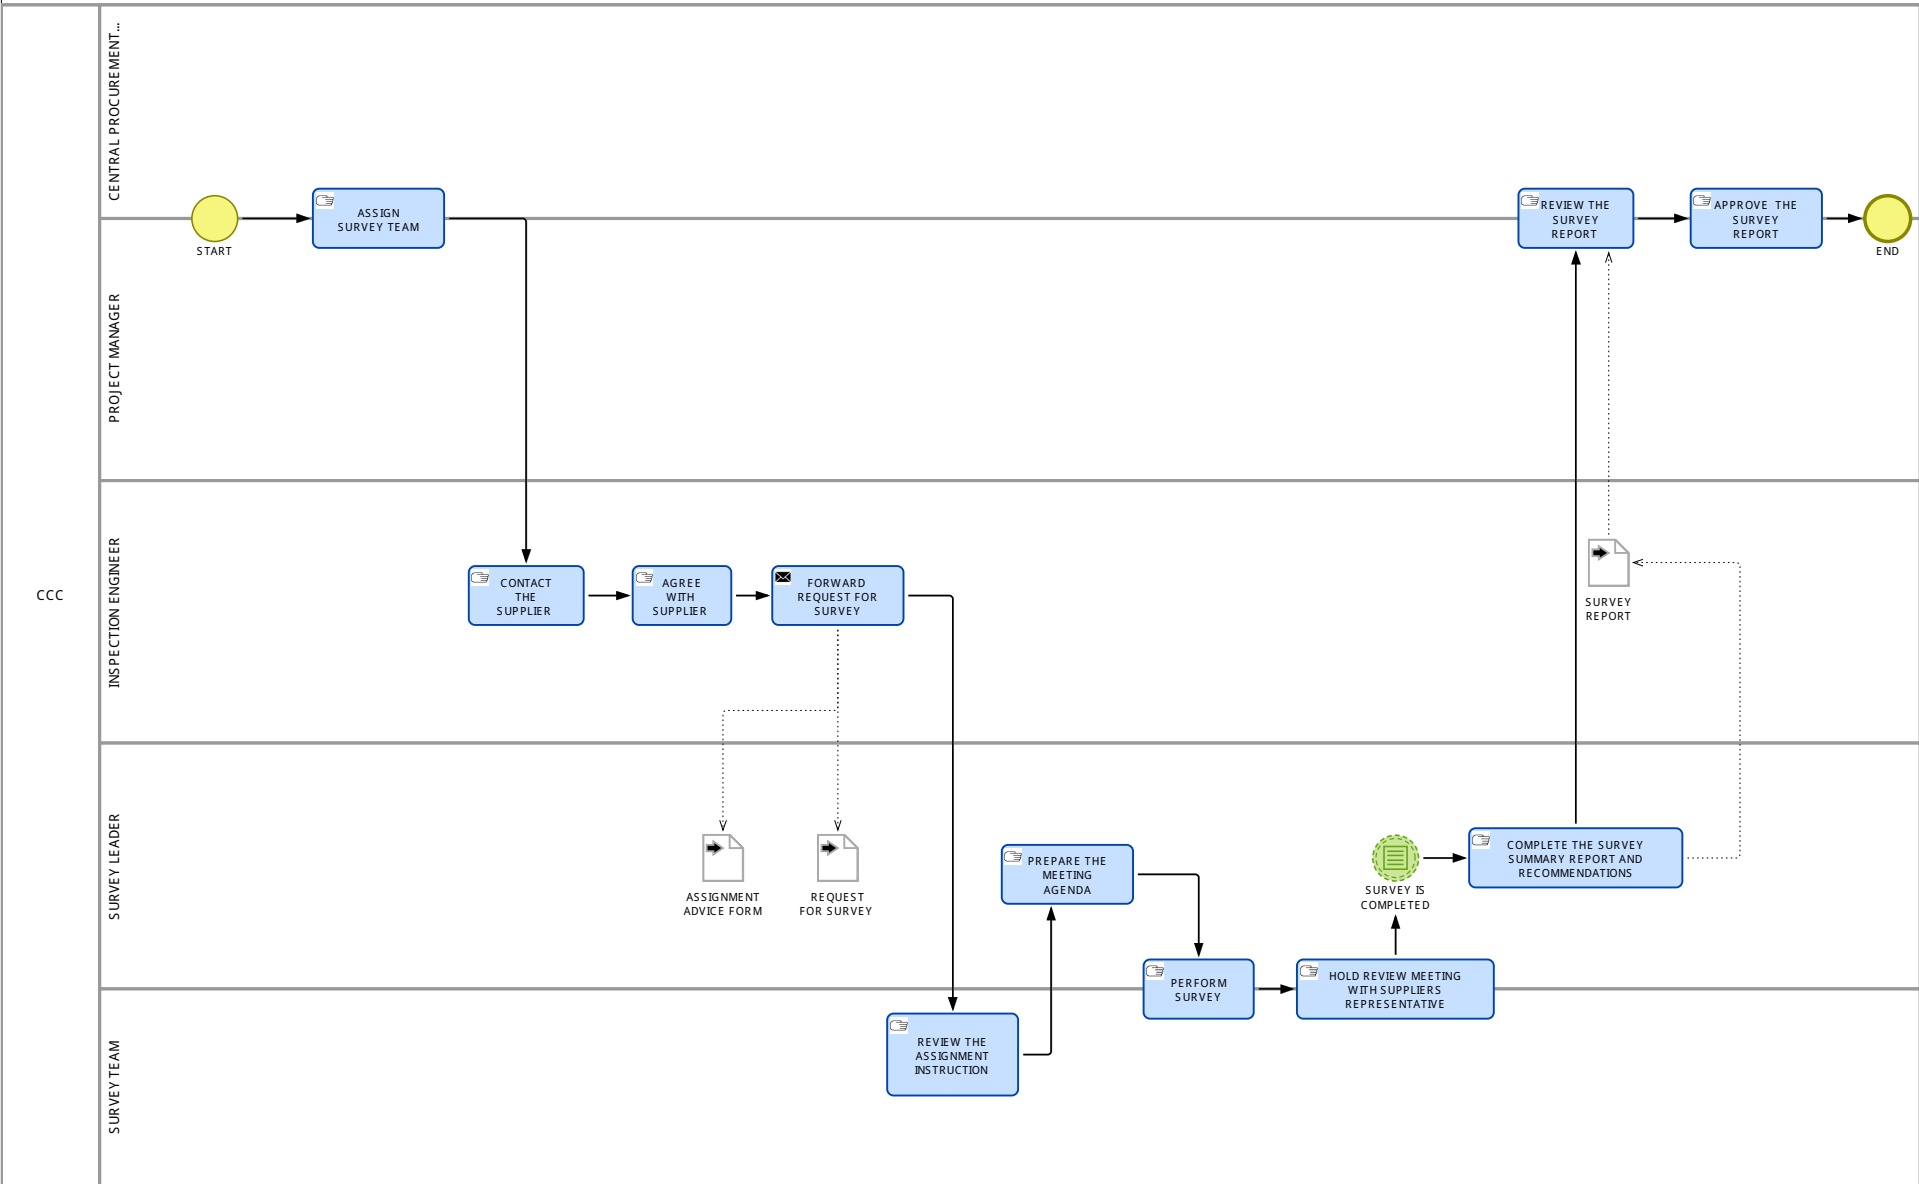 CCC
CENTRAL PROCUREMENT...
PROJECT MANAGER
INSPECTION ENGINEER
SURVEY LEADER
SURVEY TEAM
START
ASSIGN
SURVEY TEAM
REVIEW THE
SURVEY
REPORT
APPROVE THE
SURVEY
REPORT
END
CONTACT
THE
SUPPLIER
AGREE
WITH
SUPPLIER
FORWARD
REQUEST FOR
SURVEY
SURVEY
REPORT
ASSIGNMENT
ADVICE FORM
REQUEST
FOR SURVEY
PREPARE THE
MEETING
AGENDA
SURVEY IS
COMPLETED
COMPLETE THE SURVEY
SUMMARY REPORT AND
RECOMMENDATIONS
PERFORM
SURVEY
HOLD REVIEW MEETING
WITH SUPPLIERS
REPRESENTATIVE
REVIEW THE
ASSIGNMENT
INSTRUCTION